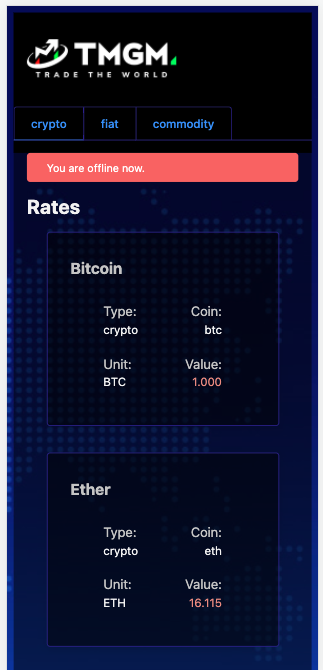 TMGM
TRADE THE WORLD
crypto fiat commodity
You are offline now.
Rates
Bitcoin
Type: Coin:
crypto btc
Unit: Value:
BTC 1.000
Ether
Type: Coin:
crypto eth
Unit: Value:
ETH 16.115